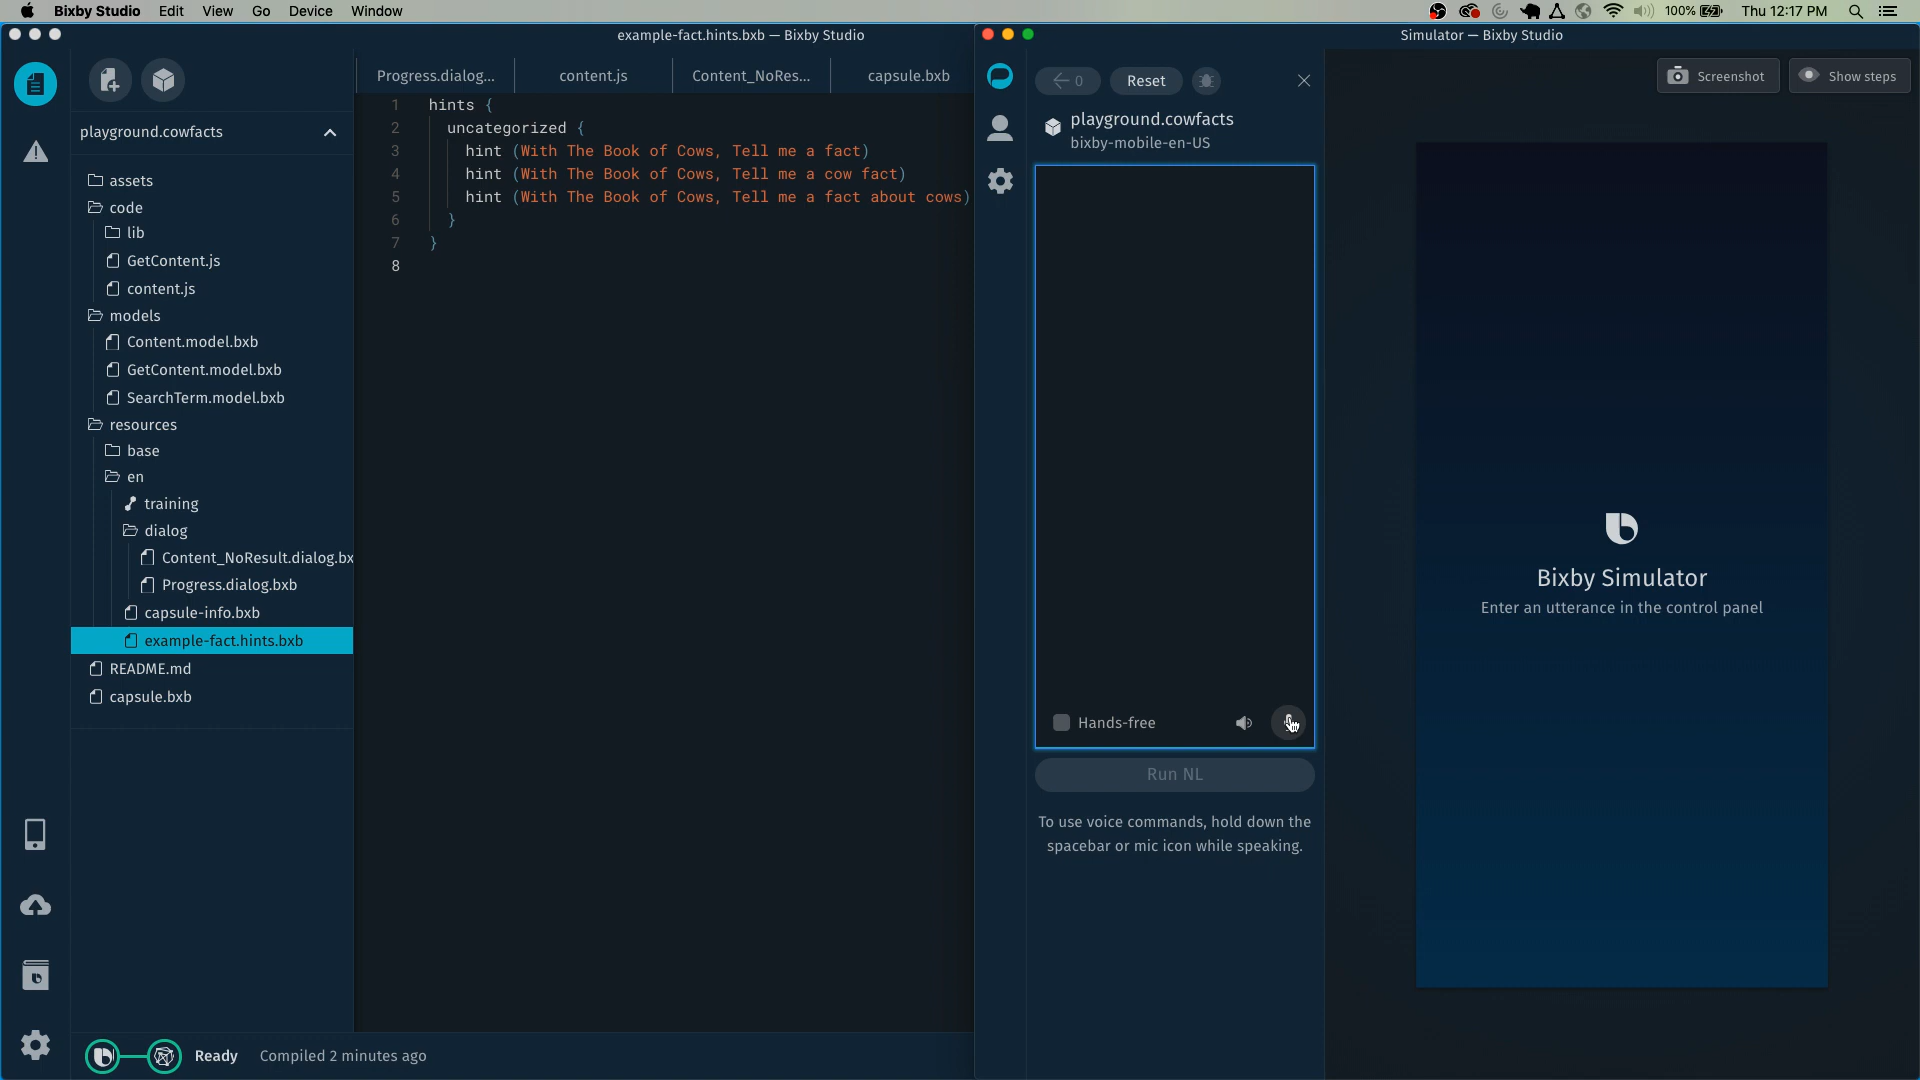 Bixby Studio Edit View Go Device Window
100% Thu 12:17 PM
example-fact.hints.bxb — Bixby Studio
Progress.dialog... content.js Content_NoRes... capsule.bxb
playground.cowfacts
assets
code
lib
GetContent.js
content.js
models
Content.model.bxb
GetContent.model.bxb
SearchTerm.model.bxb
resources
base
en
training
dialog
Content_NoResult.dialog.bx
Progress.dialog.bxb
capsule-info.bxb
example-fact.hints.bxb
README.md
capsule.bxb
1 hints {
2 uncategorized {
3 hint (With The Book of Cows, Tell me a fact)
4 hint (With The Book of Cows, Tell me a cow fact)
5 hint (With The Book of Cows, Tell me a fact about cows)
6 }
7 }
8
Ready Compiled 2 minutes ago
Simulator — Bixby Studio
0 Reset
playground.cowfacts
bixby-mobile-en-US
Hands-free
Run NL
To use voice commands, hold down the
spacebar or mic icon while speaking.
Screenshot Show steps
Bixby Simulator
Enter an utterance in the control panel